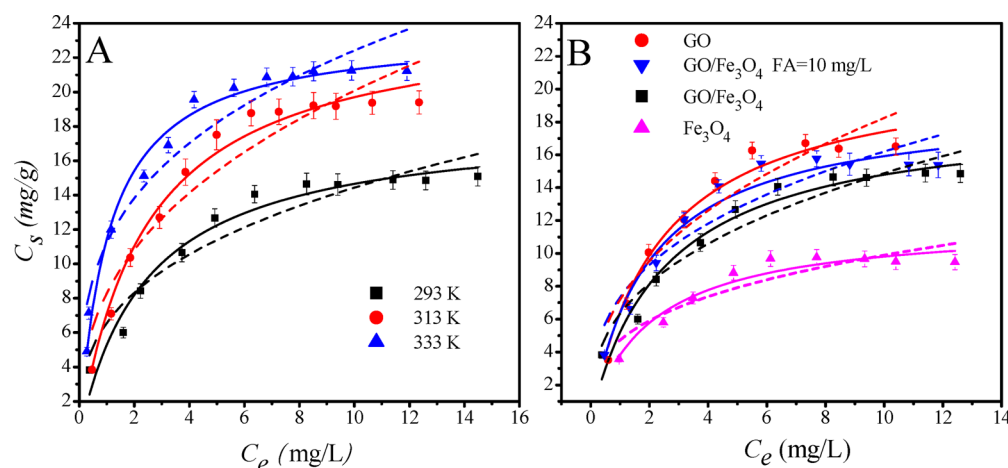 A
C_s (mg/g)
24
22
20
18
16
14
12
10
8
6
4
2
293 K
313 K
333 K
0 2 4 6 8 10 12 14 16
C_e (mg/L)
B
24
22
20
18
16
14
12
10
8
6
4
2
GO
GO/Fe₃O₄ FA=10 mg/L
GO/Fe₃O₄
Fe₃O₄
0 2 4 6 8 10 12 14
C_e (mg/L)